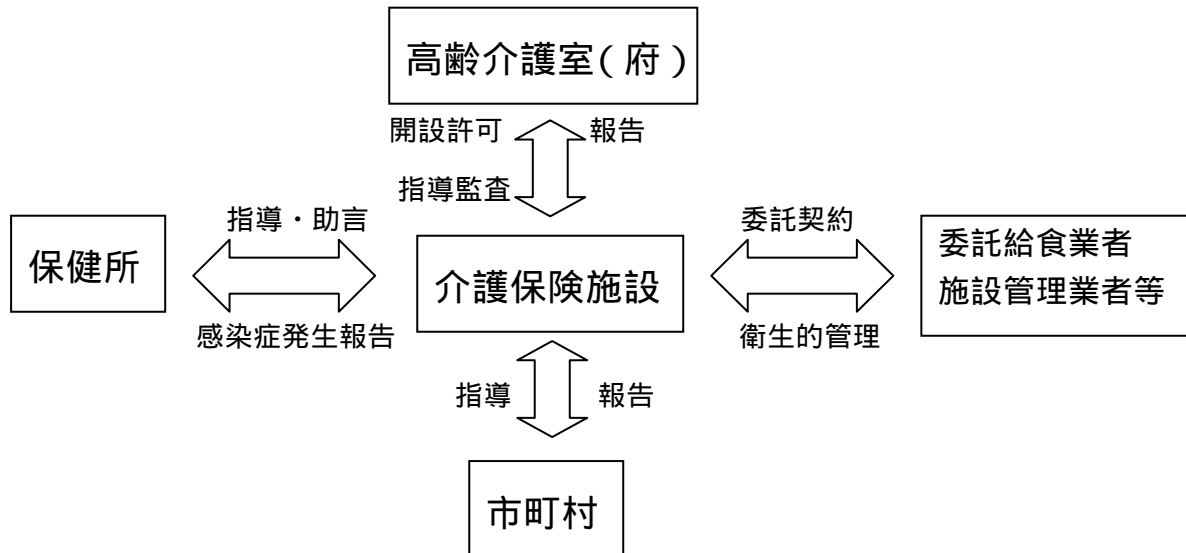 高齢介護室(府)
開設許可 報告
指導監査
指導・助言
委託契約
保健所
介護保険施設
委託給食業者
施設管理業者等
感染症発生報告
衛生的管理
指導 報告
市町村